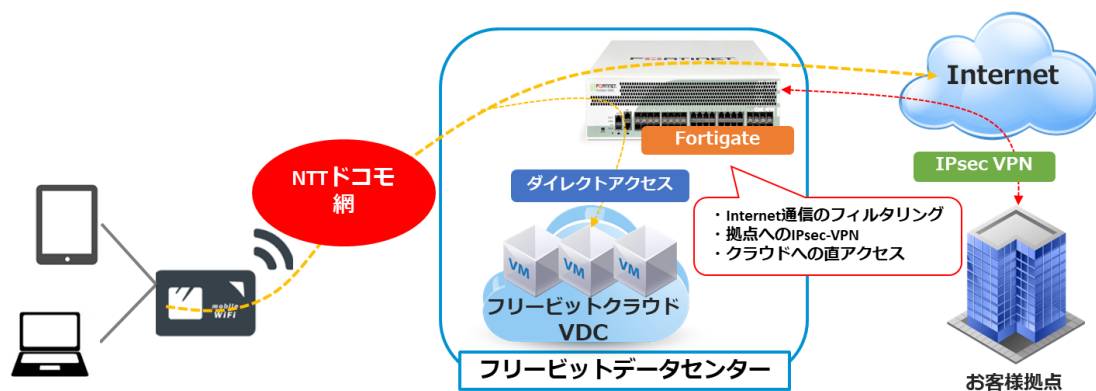 FORTINET
Internet
Fortigate
IPsec VPN
NTTドコモ
網
ダイレクトアクセス
・Internet通信のフィルタリング
・拠点へのIPsec-VPN
・クラウドへの直アクセス
VM
VM
VM
mobile
WiFi
フリービットクラウド
VDC
フリービットデータセンター
お客様拠点